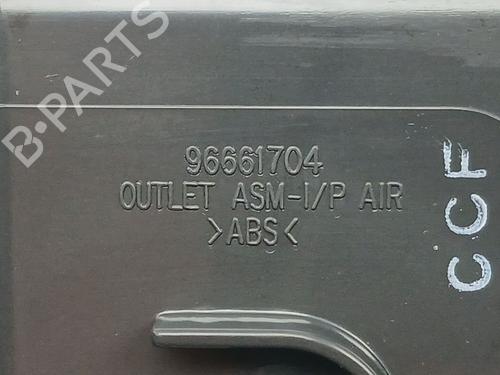 B-PARTS
96661704
OUTLET ASM-I/P AIR
>ABS<
CCF